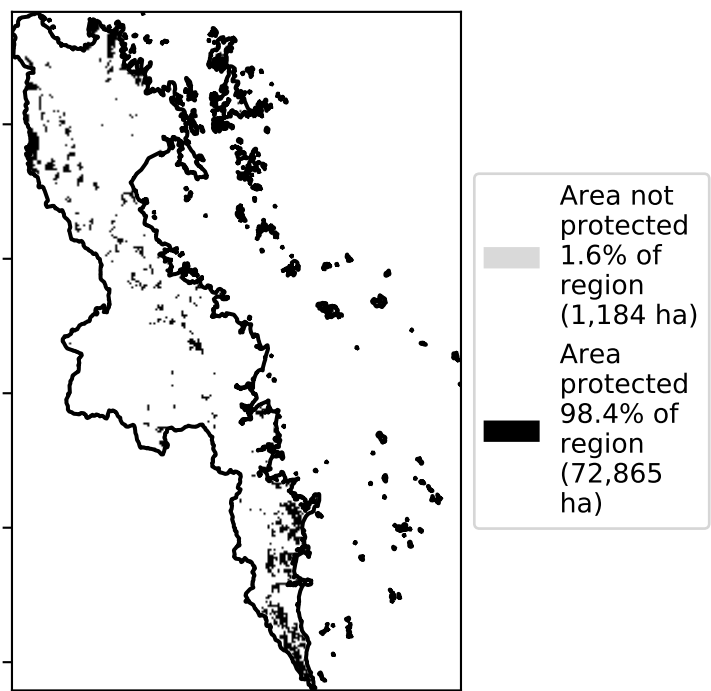 Area not
protected
1.6% of
region
(1,184 ha)
Area
protected
98.4% of
region
(72,865
ha)